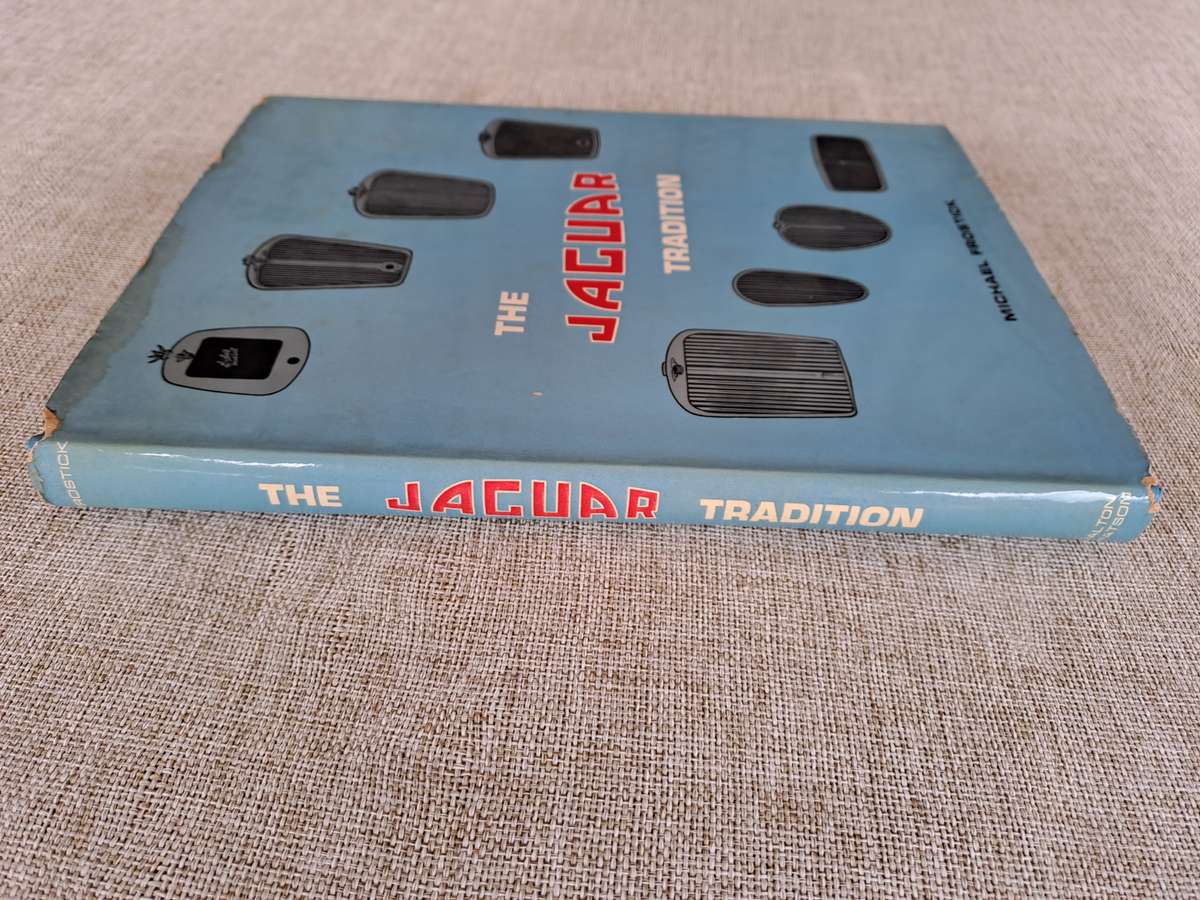 THE
JAGUAR
TRADITION
MICHAEL FROSTICK
THE JAGUAR TRADITION